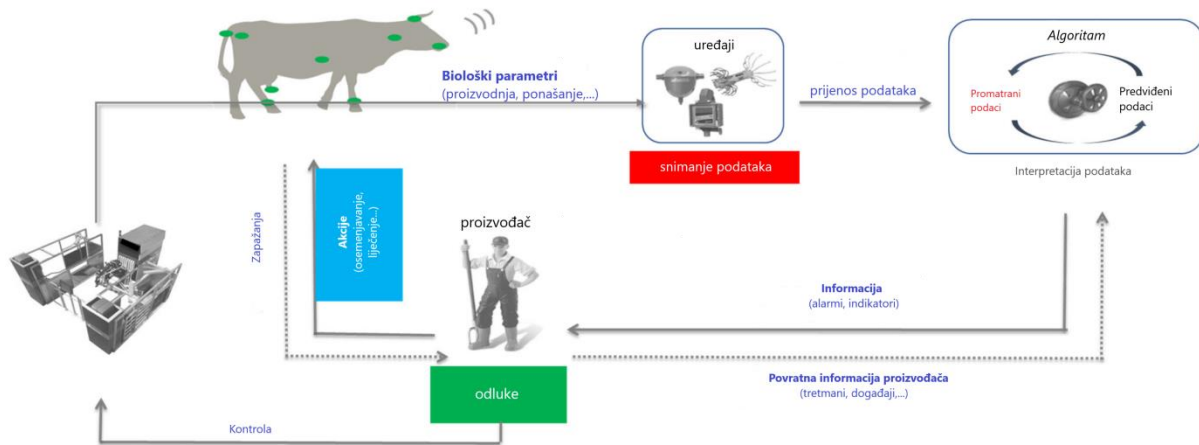 Biološki parametri
(proizvodnja, ponašanje,...)
uređaji
snimanje podataka
prijenos podataka
Algoritam
Promatrani
podaci
Predviđeni
podaci
Interpretacija podataka
Zapažanja
Akcije
(osemenjavanje,
liječenje...)
proizvođač
odluke
Informacija
(alarmi, indikatori)
Povratna informacija proizvođača
(tretmani, događaji,...)
Kontrola